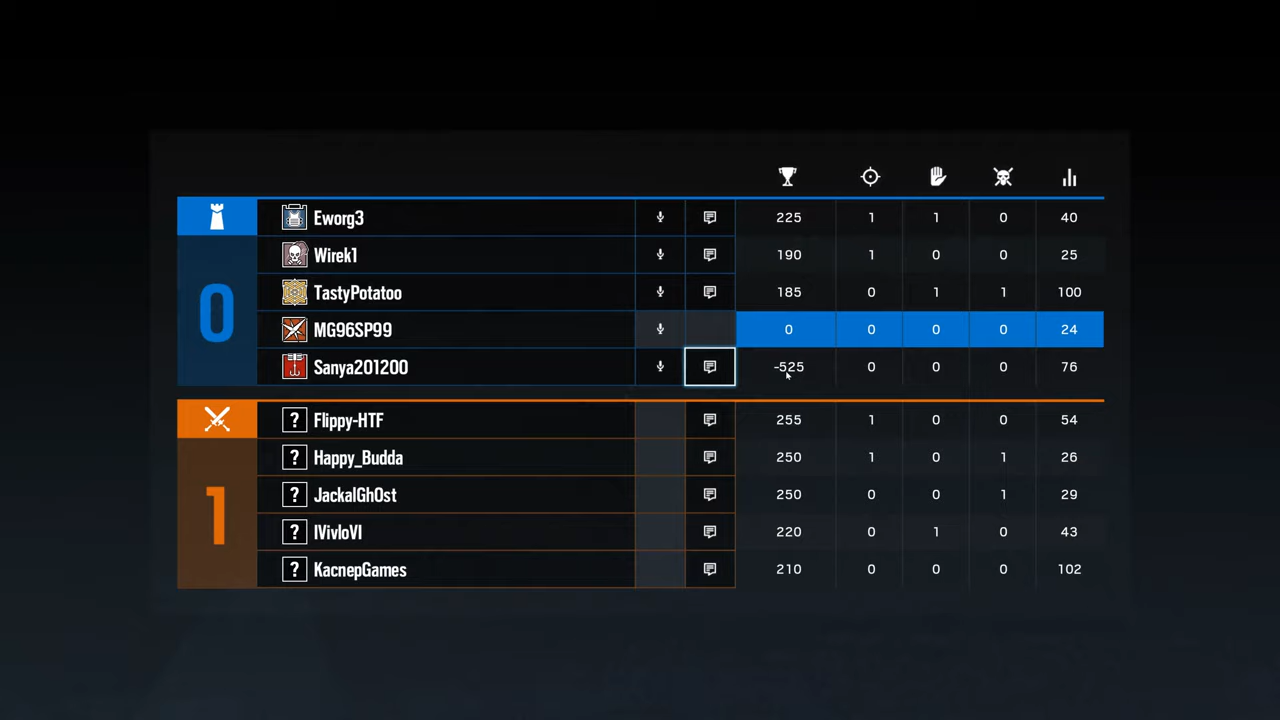 Eworg3 225 1 1 0 40
Wirek1 190 1 0 0 25
TastyPotatoo 185 0 1 1 100
0
MG96SP99 0 0 0 0 24
Sanya201200 -525 0 0 0 76
? Flippy-HTF 255 1 0 0 54
? Happy_Budda 250 1 0 1 26
? JackalGh0st 250 0 0 1 29
1
? IVivloVI 220 0 1 0 43
? KacnepGames 210 0 0 0 102